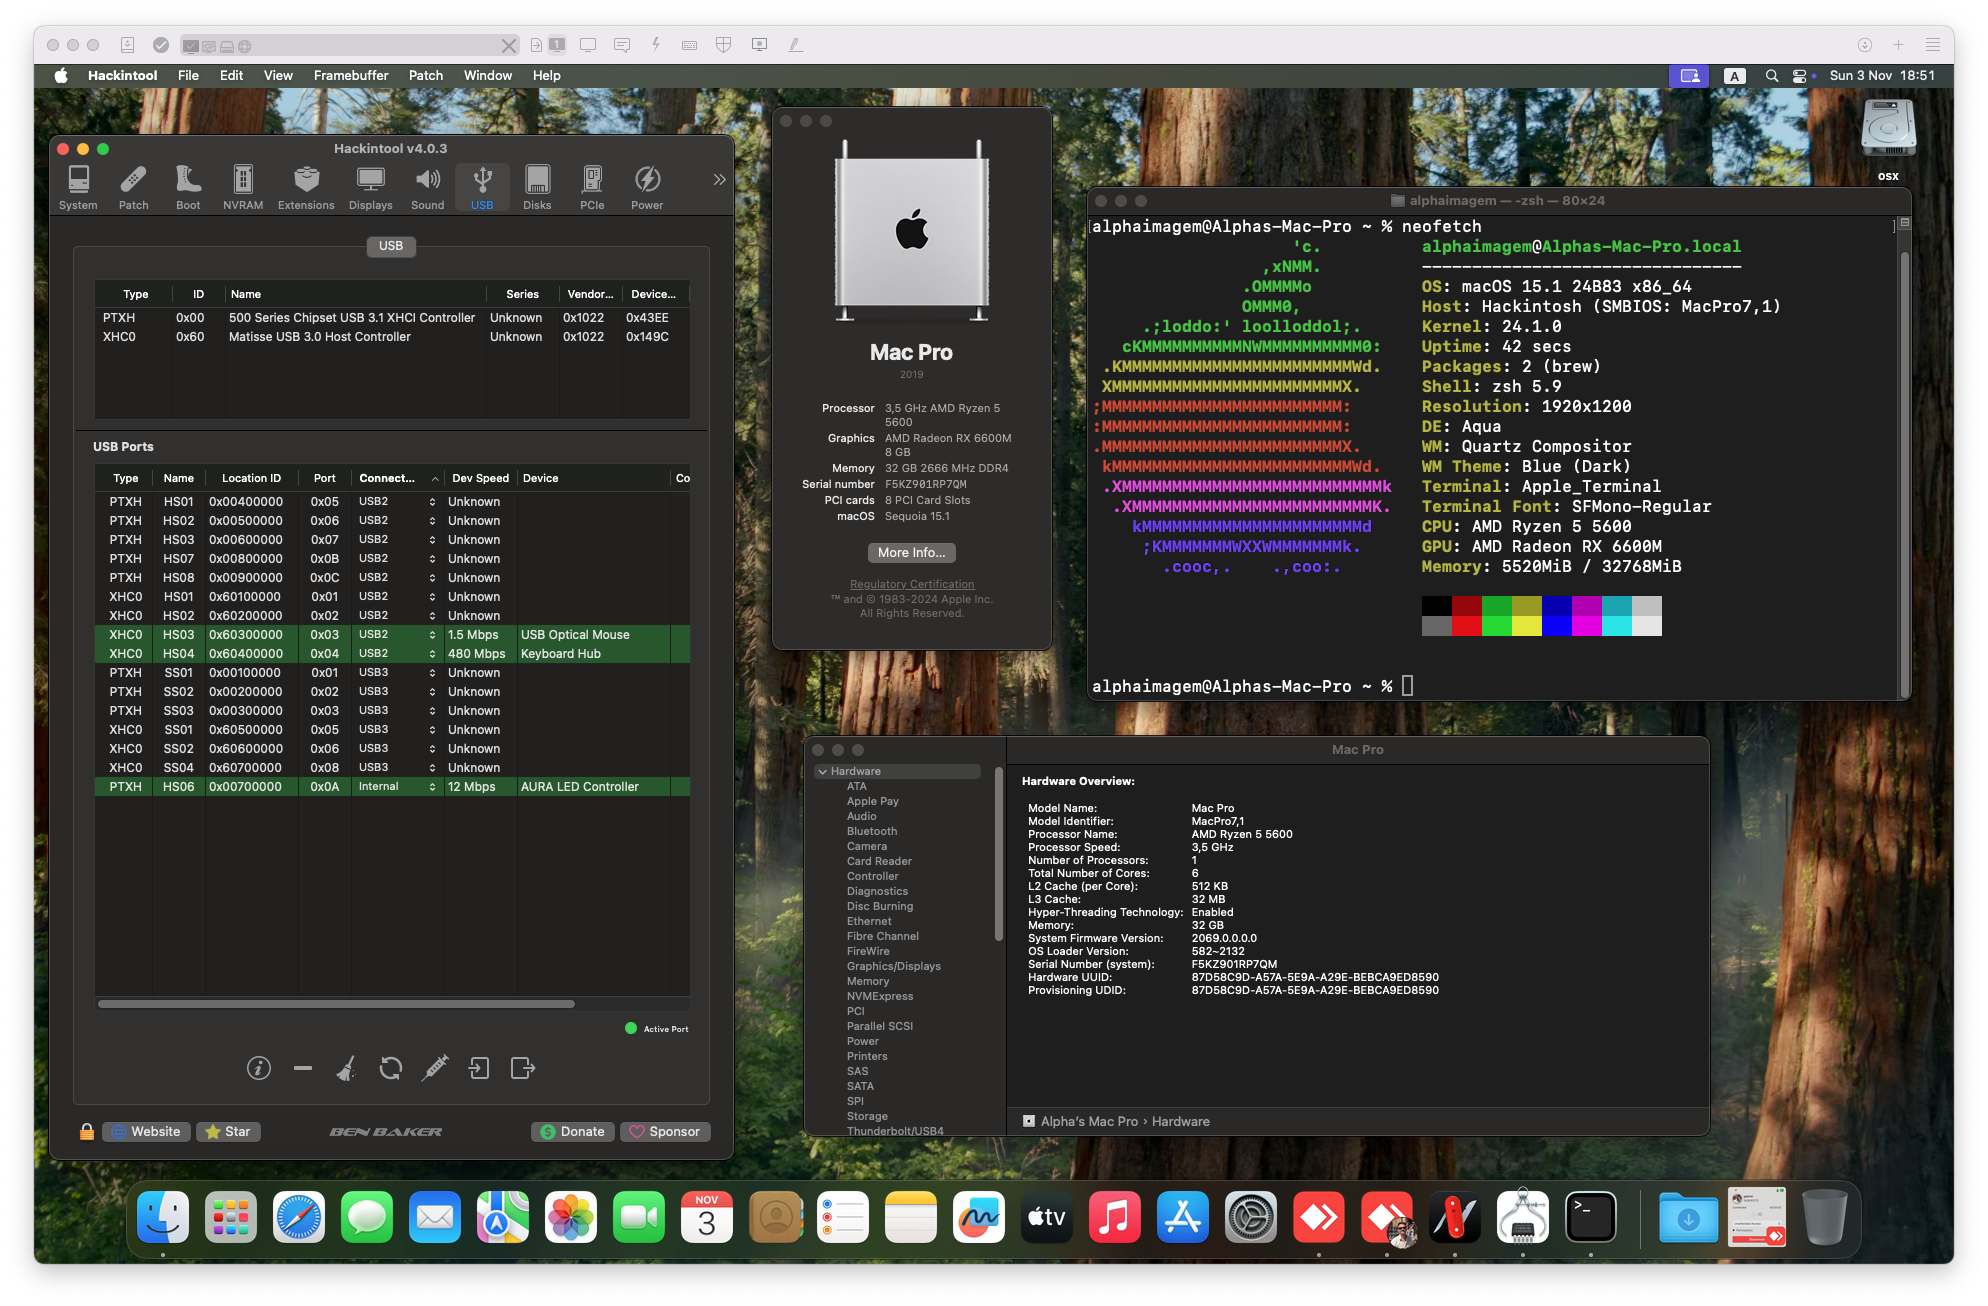 1
Hackintool File Edit View Framebuffer Patch Window Help
A
Sun 3 Nov 18:51
osx
Hackintool v4.0.3
System Patch Boot NVRAM Extensions Displays Sound USB Disks PCIe Power
USB
Type ID Name Series Vendor... Device...
PTXH 0x00 500 Series Chipset USB 3.1 XHCI Controller Unknown 0x1022 0x43EE
XHC0 0x60 Matisse USB 3.0 Host Controller Unknown 0x1022 0x149C
USB Ports
Type Name Location ID Port Connect... Dev Speed Device Co
PTXH HS01 0x00400000 0x05 USB2 Unknown
PTXH HS02 0x00500000 0x06 USB2 Unknown
PTXH HS03 0x00600000 0x07 USB2 Unknown
PTXH HS07 0x00800000 0x0B USB2 Unknown
PTXH HS08 0x00900000 0x0C USB2 Unknown
XHC0 HS01 0x60100000 0x01 USB2 Unknown
XHC0 HS02 0x60200000 0x02 USB2 Unknown
XHC0 HS03 0x60300000 0x03 USB2 1.5 Mbps USB Optical Mouse
XHC0 HS04 0x60400000 0x04 USB2 480 Mbps Keyboard Hub
PTXH SS01 0x00100000 0x01 USB3 Unknown
PTXH SS02 0x00200000 0x02 USB3 Unknown
PTXH SS03 0x00300000 0x03 USB3 Unknown
XHC0 SS01 0x60500000 0x05 USB3 Unknown
XHC0 SS02 0x60600000 0x06 USB3 Unknown
XHC0 SS04 0x60700000 0x08 USB3 Unknown
PTXH HS06 0x00700000 0x0A Internal 12 Mbps AURA LED Controller
Active Port
Website Star BEN BAKER Donate Sponsor
Mac Pro
2019
Processor 3,5 GHz AMD Ryzen 5
5600
Graphics AMD Radeon RX 6600M
8 GB
Memory 32 GB 2666 MHz DDR4
Serial number F5KZ901RP7QM
PCI cards 8 PCI Card Slots
macOS Sequoia 15.1
More Info...
Regulatory Certification
™ and © 1983-2024 Apple Inc.
All Rights Reserved.
alphaimagem — -zsh — 80×24
[alphaimagem@Alphas-Mac-Pro ~ % neofetch ]
'c. alphaimagem@Alphas-Mac-Pro.local
,xNMM. --------------------------------
.OMMMMo OS: macOS 15.1 24B83 x86_64
OMMM0, Host: Hackintosh (SMBIOS: MacPro7,1)
.;loddo:' loolloddol;. Kernel: 24.1.0
cKMMMMMMMMMMNWMMMMMMMMMM0: Uptime: 42 secs
.KMMMMMMMMMMMMMMMMMMMMMMMWd. Packages: 2 (brew)
XMMMMMMMMMMMMMMMMMMMMMMMX. Shell: zsh 5.9
;MMMMMMMMMMMMMMMMMMMMMMMM: Resolution: 1920x1200
:MMMMMMMMMMMMMMMMMMMMMMMM: DE: Aqua
.MMMMMMMMMMMMMMMMMMMMMMMMX. WM: Quartz Compositor
kMMMMMMMMMMMMMMMMMMMMMMMMWd. WM Theme: Blue (Dark)
.XMMMMMMMMMMMMMMMMMMMMMMMMMMk Terminal: Apple_Terminal
.XMMMMMMMMMMMMMMMMMMMMMMMMK. Terminal Font: SFMono-Regular
kMMMMMMMMMMMMMMMMMMMMMMd CPU: AMD Ryzen 5 5600
;KMMMMMMMWXXWMMMMMMMk. GPU: AMD Radeon RX 6600M
.cooc,. .,coo:. Memory: 5520MiB / 32768MiB
alphaimagem@Alphas-Mac-Pro ~ %
Mac Pro
Hardware
ATA
Apple Pay
Audio
Bluetooth
Camera
Card Reader
Controller
Diagnostics
Disc Burning
Ethernet
Fibre Channel
FireWire
Graphics/Displays
Memory
NVMExpress
PCI
Parallel SCSI
Power
Printers
SAS
SATA
SPI
Storage
Thunderbolt/USB4
Hardware Overview:
Model Name: Mac Pro
Model Identifier: MacPro7,1
Processor Name: AMD Ryzen 5 5600
Processor Speed: 3,5 GHz
Number of Processors: 1
Total Number of Cores: 6
L2 Cache (per Core): 512 KB
L3 Cache: 32 MB
Hyper-Threading Technology: Enabled
Memory: 32 GB
System Firmware Version: 2069.0.0.0.0
OS Loader Version: 582~2132
Serial Number (system): F5KZ901RP7QM
Hardware UUID: 87D58C9D-A57A-5E9A-A29E-BEBCA9ED8590
Provisioning UDID: 87D58C9D-A57A-5E9A-A29E-BEBCA9ED8590
Alpha's Mac Pro › Hardware
NOV
3
tv
>_